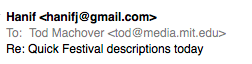 Hanif <hanifj@gmail.com>
To: Tod Machover <tod@media.mit.edu>
Re: Quick Festival descriptions today